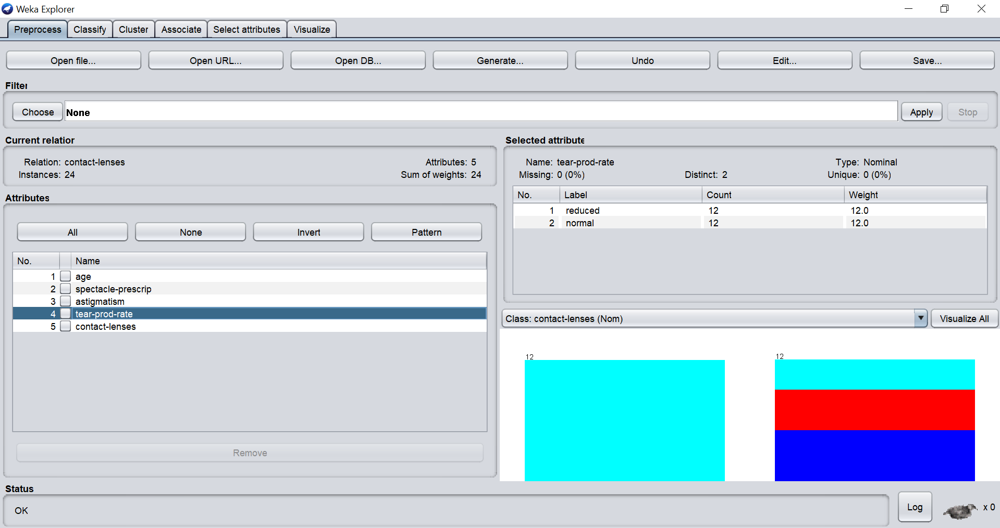 Weka Explorer
Preprocess Classify Cluster Associate Select attributes Visualize
Open file... Open URL... Open DB... Generate... Undo Edit... Save...
Filter
Choose None Apply Stop
Current relation
Relation: contact-lenses Attributes: 5
Instances: 24 Sum of weights: 24
Attributes
All None Invert Pattern
No. Name
1 age
2 spectacle-prescrip
3 astigmatism
4 tear-prod-rate
5 contact-lenses
Remove
Selected attribute
Name: tear-prod-rate Type: Nominal
Missing: 0 (0%) Distinct: 2 Unique: 0 (0%)
No. Label Count Weight
1 reduced 12 12.0
2 normal 12 12.0
Class: contact-lenses (Nom) Visualize All
12 12
Status
OK
Log x 0